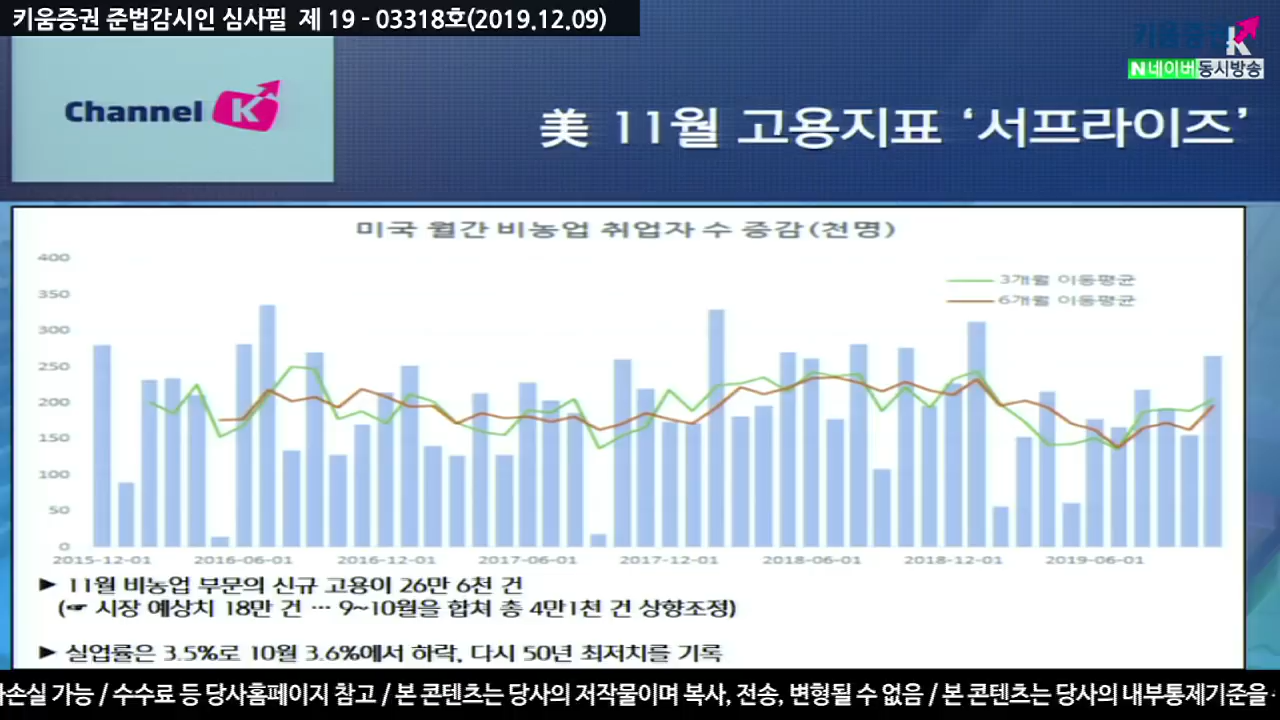 키움증권 준법감시인 심사필 제 19 - 03318호(2019.12.09)
키움증권
K
N 네이버 동시방송
Channel K
美 11월 고용지표 ‘서프라이즈’
미국 월간 비농업 취업자 수 증감(천명)
400
350
300
250
200
150
100
50
0
3개월 이동평균
6개월 이동평균
2015-12-01 2016-06-01 2016-12-01 2017-06-01 2017-12-01 2018-06-01 2018-12-01 2019-06-01
► 11월 비농업 부문의 신규 고용이 26만 6천 건
(☞ 시장 예상치 18만 건 … 9~10월을 합쳐 총 4만1천 건 상향조정)
► 실업률은 3.5%로 10월 3.6%에서 하락, 다시 50년 최저치를 기록
손실 가능 / 수수료 등 당사홈페이지 참고 / 본 콘텐츠는 당사의 저작물이며 복사, 전송, 변형될 수 없음 / 본 콘텐츠는 당사의 내부통제기준을